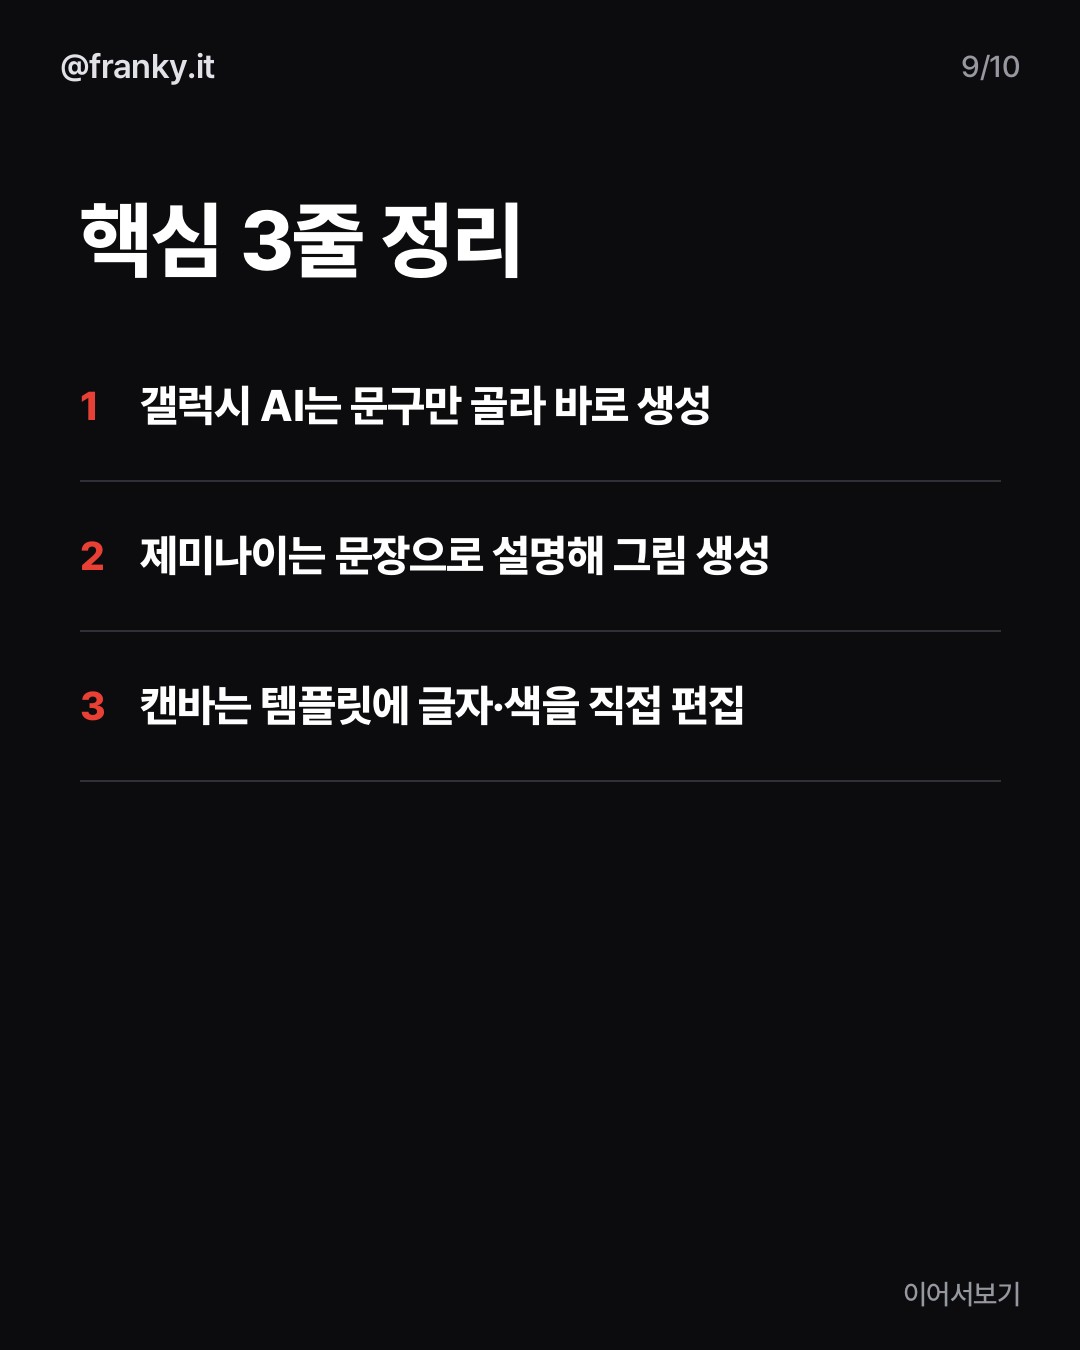 @franky.it
9/10
핵심 3줄 정리
1 갤럭시 AI는 문구만 골라 바로 생성
2 제미나이는 문장으로 설명해 그림 생성
3 캔바는 템플릿에 글자·색을 직접 편집
이어서보기